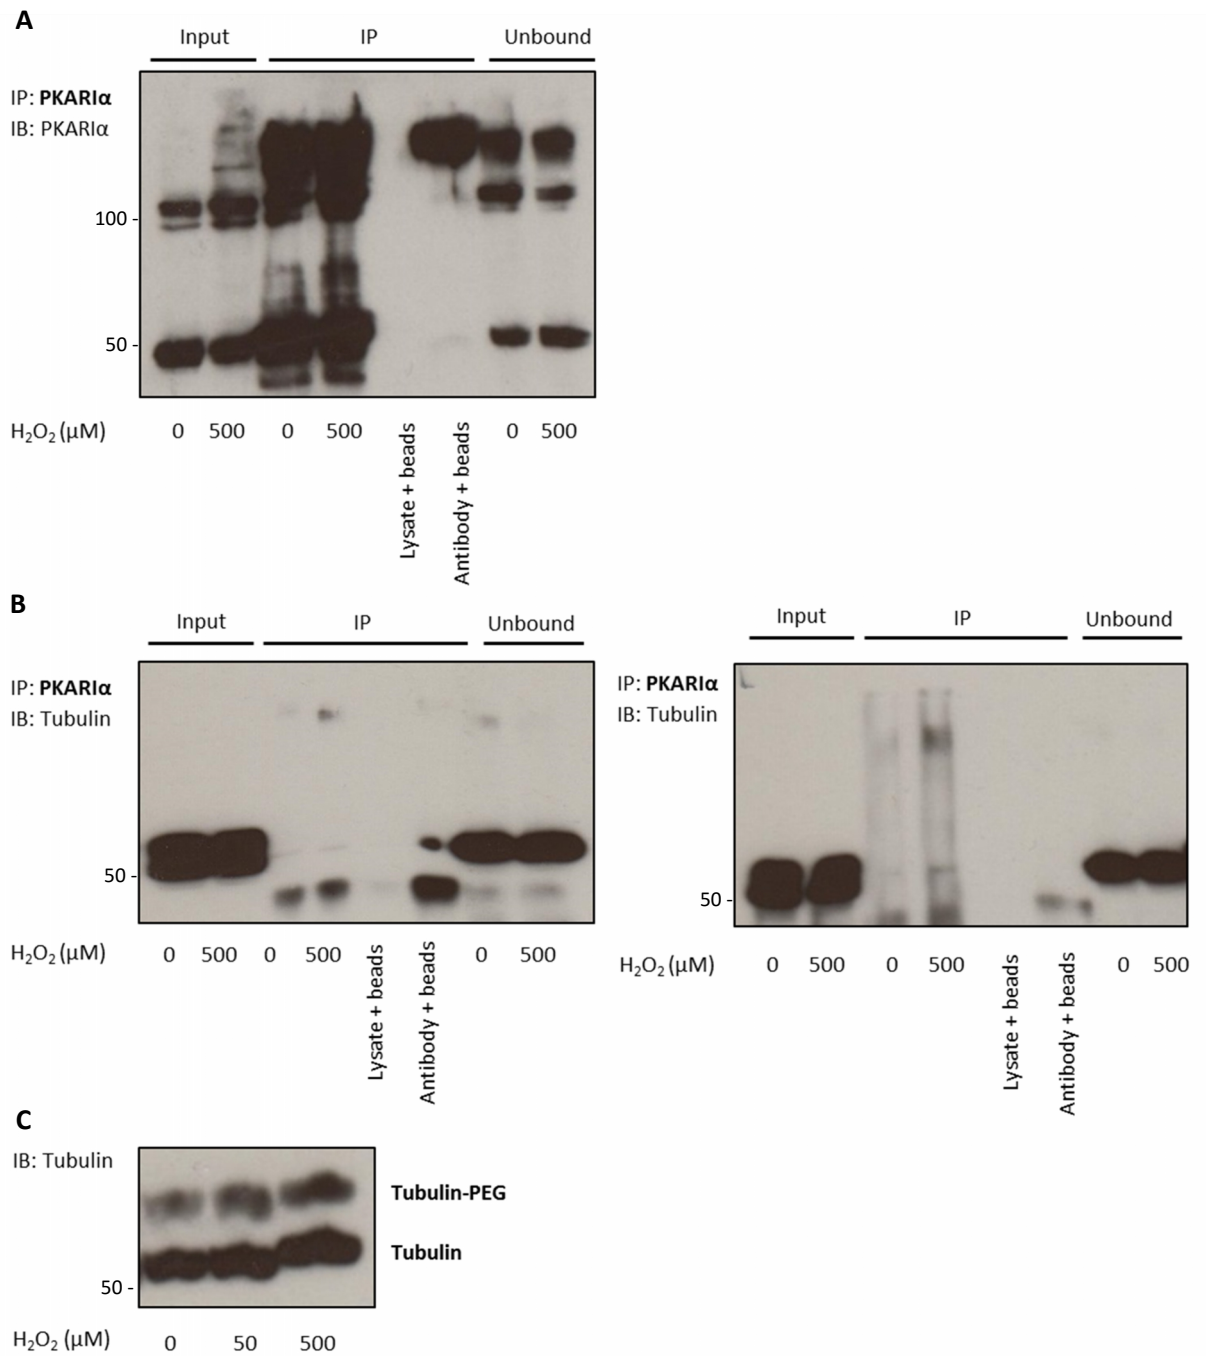 A
Input IP Unbound
IP: PKARIα
IB: PKARIα
100 -
50 -
H₂O₂ (µM) 0 500 0 500 Lysate + beads Antibody + beads 0 500
B
Input IP Unbound
IP: PKARIα
IB: Tubulin
50 -
H₂O₂ (µM) 0 500 0 500 Lysate + beads Antibody + beads 0 500
Input IP Unbound
IP: PKARIα
IB: Tubulin
50 -
H₂O₂ (µM) 0 500 0 500 Lysate + beads Antibody + beads 0 500
C
IB: Tubulin
Tubulin-PEG
Tubulin
50 -
H₂O₂ (µM) 0 50 500